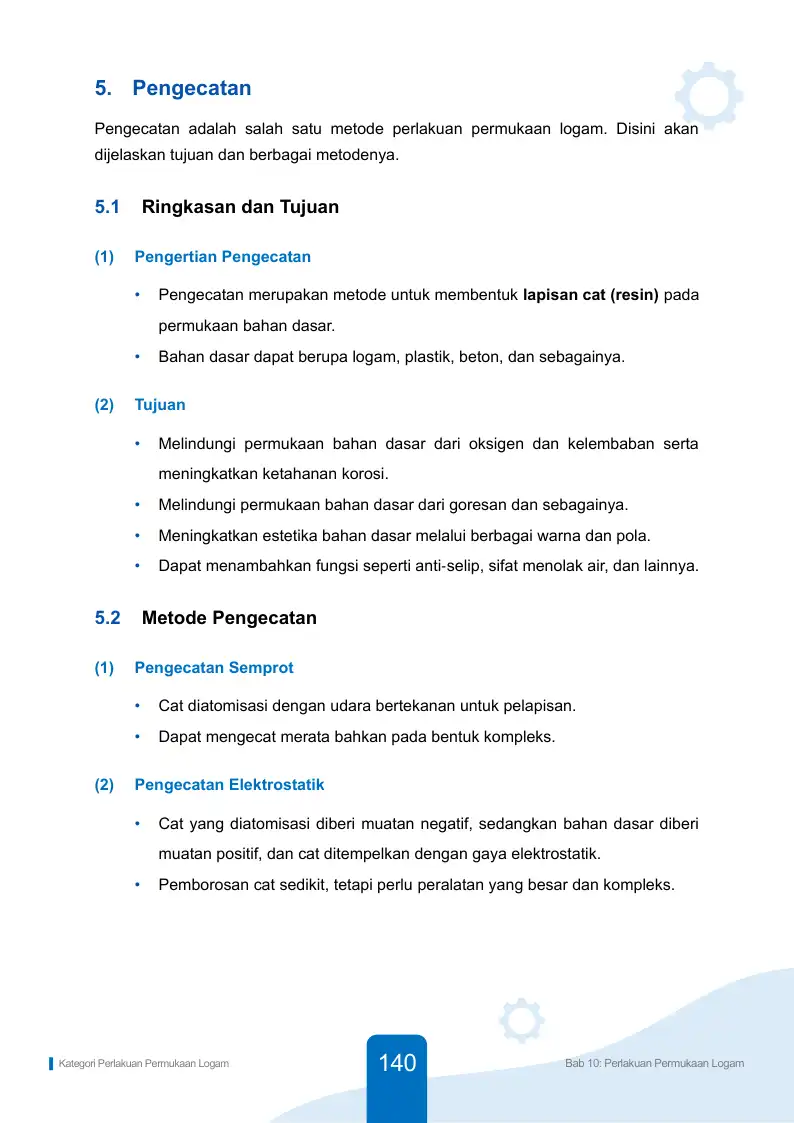 5. Pengecatan
Pengecatan adalah salah satu metode perlakuan permukaan logam. Disini akan
dijelaskan tujuan dan berbagai metodenya.
5.1 Ringkasan dan Tujuan
(1) Pengertian Pengecatan
• Pengecatan merupakan metode untuk membentuk lapisan cat (resin) pada
permukaan bahan dasar.
• Bahan dasar dapat berupa logam, plastik, beton, dan sebagainya.
(2) Tujuan
• Melindungi permukaan bahan dasar dari oksigen dan kelembaban serta
meningkatkan ketahanan korosi.
• Melindungi permukaan bahan dasar dari goresan dan sebagainya.
• Meningkatkan estetika bahan dasar melalui berbagai warna dan pola.
• Dapat menambahkan fungsi seperti anti-selip, sifat menolak air, dan lainnya.
5.2 Metode Pengecatan
(1) Pengecatan Semprot
• Cat diatomisasi dengan udara bertekanan untuk pelapisan.
• Dapat mengecat merata bahkan pada bentuk kompleks.
(2) Pengecatan Elektrostatik
• Cat yang diatomisasi diberi muatan negatif, sedangkan bahan dasar diberi
muatan positif, dan cat ditempelkan dengan gaya elektrostatik.
• Pemborosan cat sedikit, tetapi perlu peralatan yang besar dan kompleks.
Kategori Perlakuan Permukaan Logam
140
Bab 10: Perlakuan Permukaan Logam